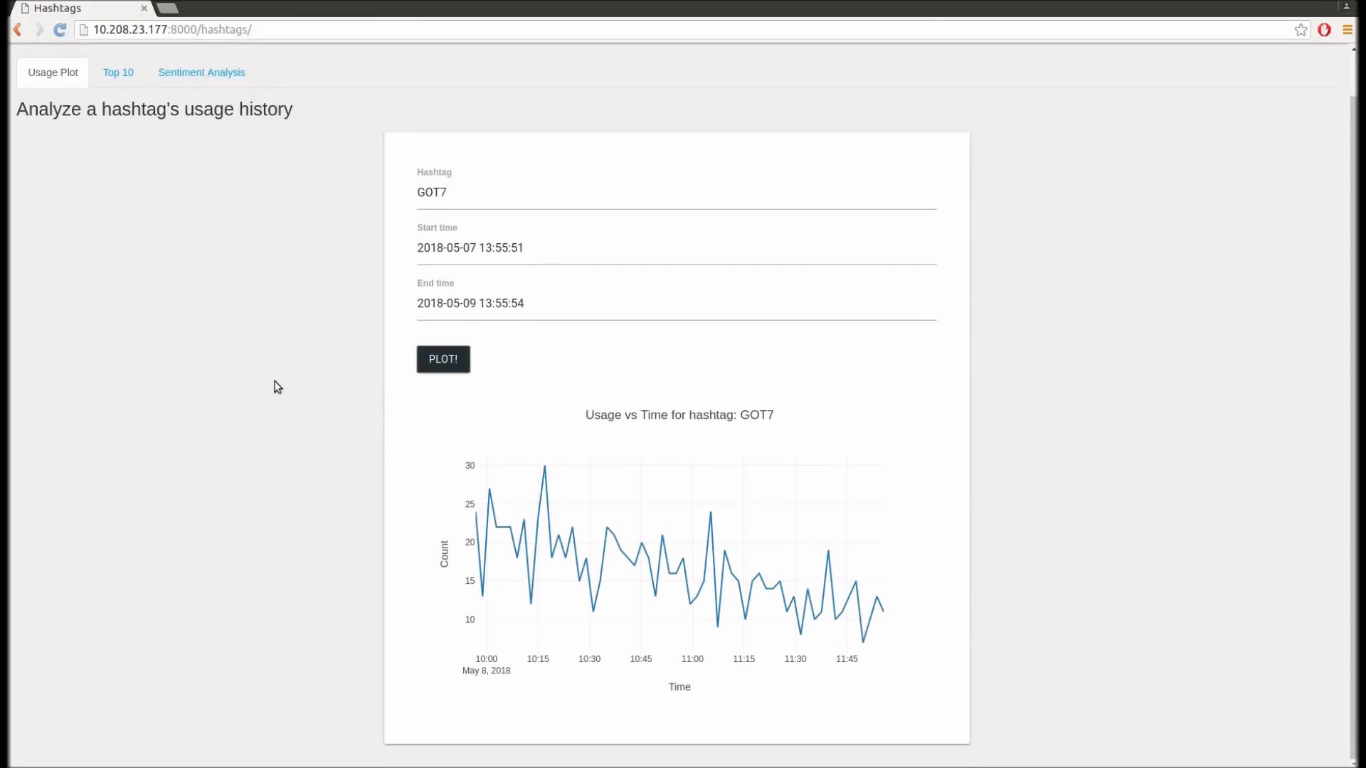 Hashtags
10.208.23.177:8000/hashtags/
Usage Plot Top 10 Sentiment Analysis
Analyze a hashtag's usage history
Hashtag
GOT7
Start time
2018-05-07 13:55:51
End time
2018-05-09 13:55:54
PLOT!
Usage vs Time for hashtag: GOT7
30
25
20
15
10
Count
10:00 10:15 10:30 10:45 11:00 11:15 11:30 11:45
May 8, 2018
Time